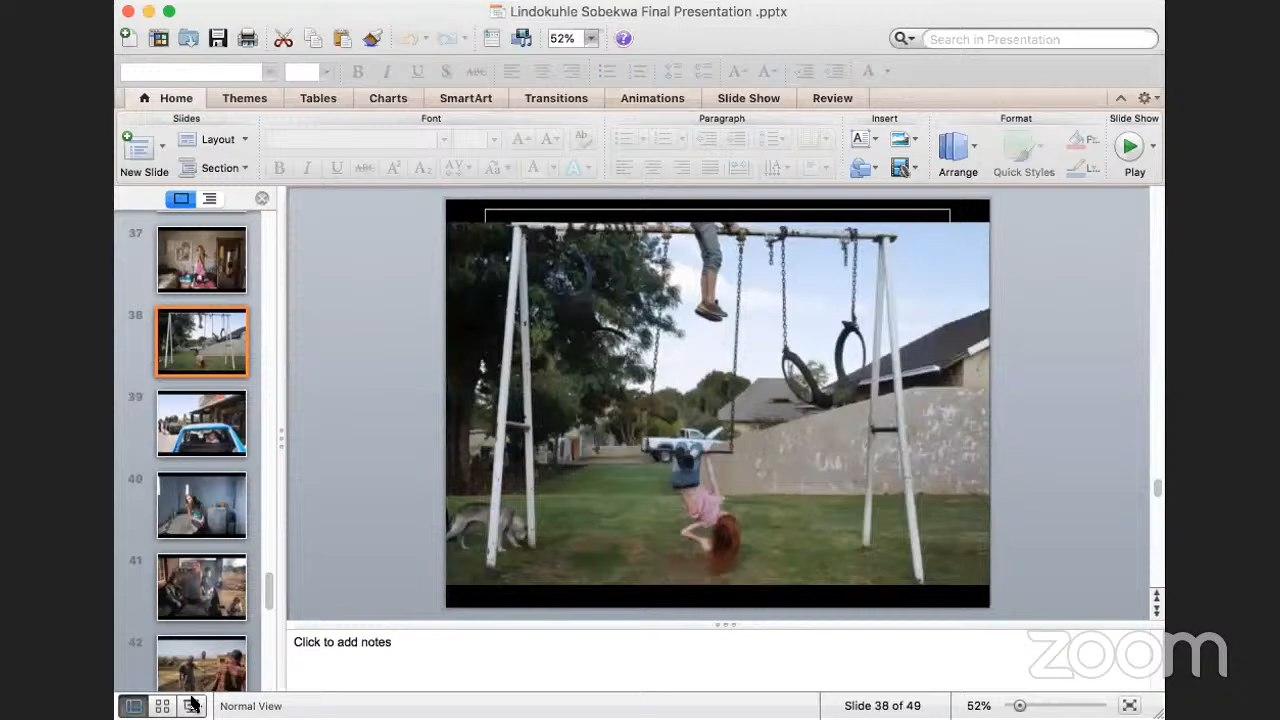 Lindokuhle Sobekwa Final Presentation .pptx
52%
Search in Presentation
Home Themes Tables Charts SmartArt Transitions Animations Slide Show Review
Slides Font Paragraph Insert Format Slide Show
New Slide
Layout
Section
Arrange
Quick Styles
Play
37
38
39
40
41
42
Click to add notes
zoom
Normal View
Slide 38 of 49
52%